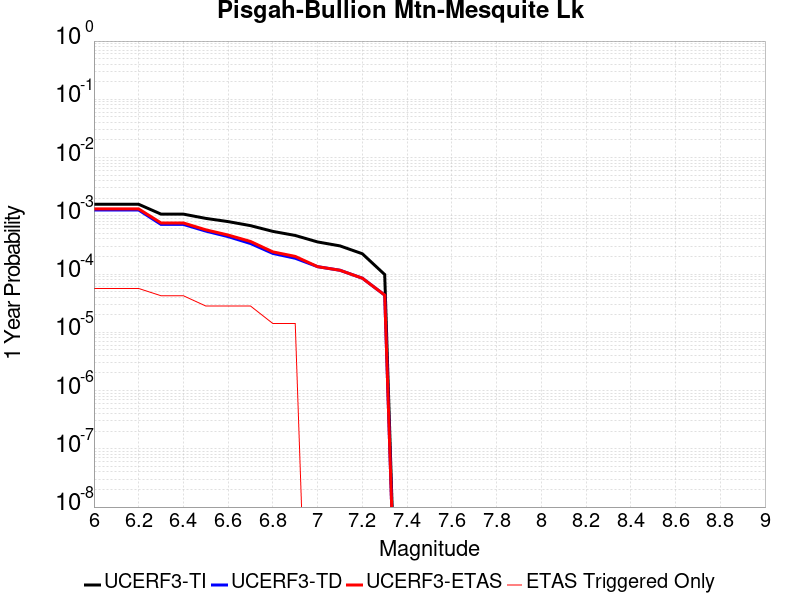 Pisgah-Bullion Mtn-Mesquite Lk
10^0
10^-1
10^-2
10^-3
10^-4
10^-5
10^-6
10^-7
10^-8
1 Year Probability
6 6.2 6.4 6.6 6.8 7 7.2 7.4 7.6 7.8 8 8.2 8.4 8.6 8.8 9
Magnitude
UCERF3-TI UCERF3-TD UCERF3-ETAS ETAS Triggered Only